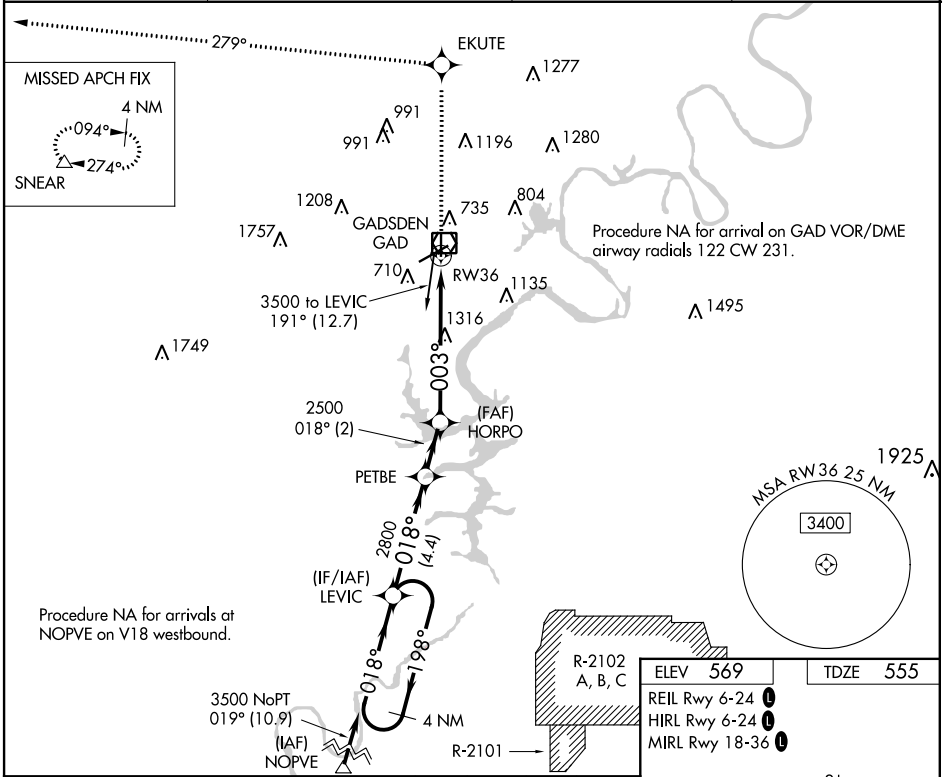 279°
EKUTE
1277
MISSED APCH FIX
4 NM
094°
274°
SNEAR
991
991
1196
1280
1208
735
804
GADSDEN
GAD
1757
Procedure NA for arrival on GAD VOR/DME
airway radials 122 CW 231.
710
RW36
3500 to LEVIC
191° (12.7)
1135
1495
1316
1749
003°
2500
018° (2)
(FAF)
HORPO
PETBE
1925
MSA RW36 25 NM
3400
2800
018°
(4.4)
(IF/IAF)
LEVIC
Procedure NA for arrivals at
NOPVE on V18 westbound.
018°
198°
R-2102
A, B, C
3500 NoPT
019° (10.9)
(IAF)
NOPVE
4 NM
R-2101
ELEV 569
TDZE 555
REIL Rwy 6-24 L
HIRL Rwy 6-24 L
MIRL Rwy 18-36 L